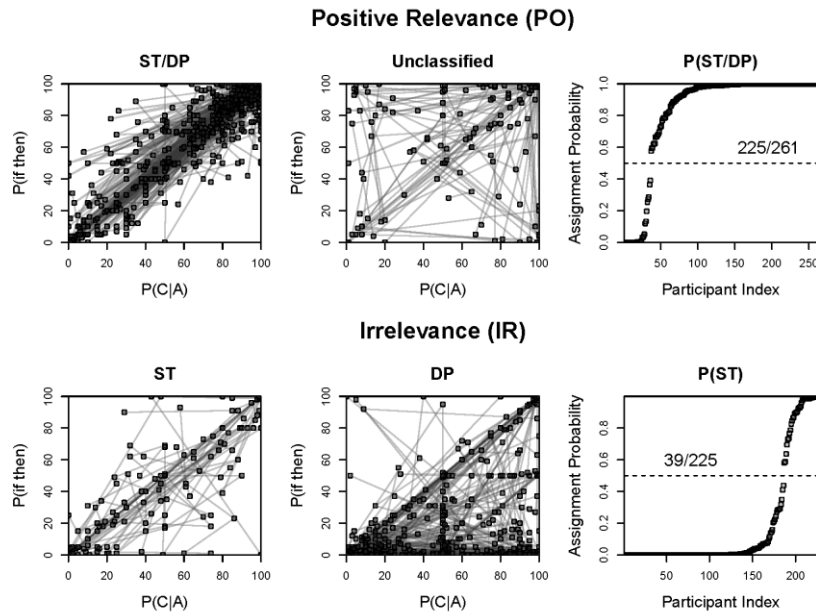 Positive Relevance (PO)
ST/DP
Unclassified
P(ST/DP)
P(if then)
0 20 40 60 80 100
0 20 40 60 80 100
P(C|A)
P(if then)
0 20 40 60 80 100
0 20 40 60 80 100
P(C|A)
Assignment Probability
0.0 0.2 0.4 0.6 0.8 1.0
225/261
50 100 150 200 250
Participant Index
Irrelevance (IR)
ST
DP
P(ST)
P(if then)
0 20 40 60 80 100
0 20 40 60 80 100
P(C|A)
P(if then)
0 20 40 60 80 100
0 20 40 60 80 100
P(C|A)
Assignment Probability
0.0 0.2 0.4 0.6 0.8
39/225
50 100 150 200
Participant Index